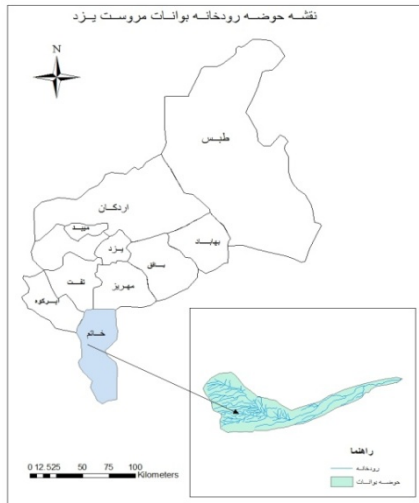 نقشه حوضه رودخانه بوانات مروست یزد
N
طبس
اردکان
میبد
بهاباد
یزد
بافق
تفت
مهریز
ابرکوه
خاتم
0 12.525 50 75 100
Kilometers
راهنما
رودخانه
حوضه بوانات